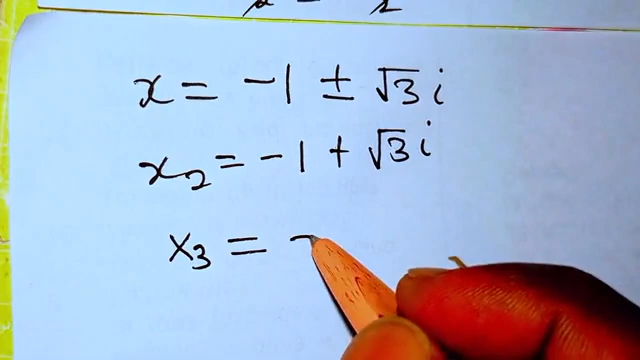 x = -1 ± √3 i
x₂ = -1 + √3 i
x₃ = -